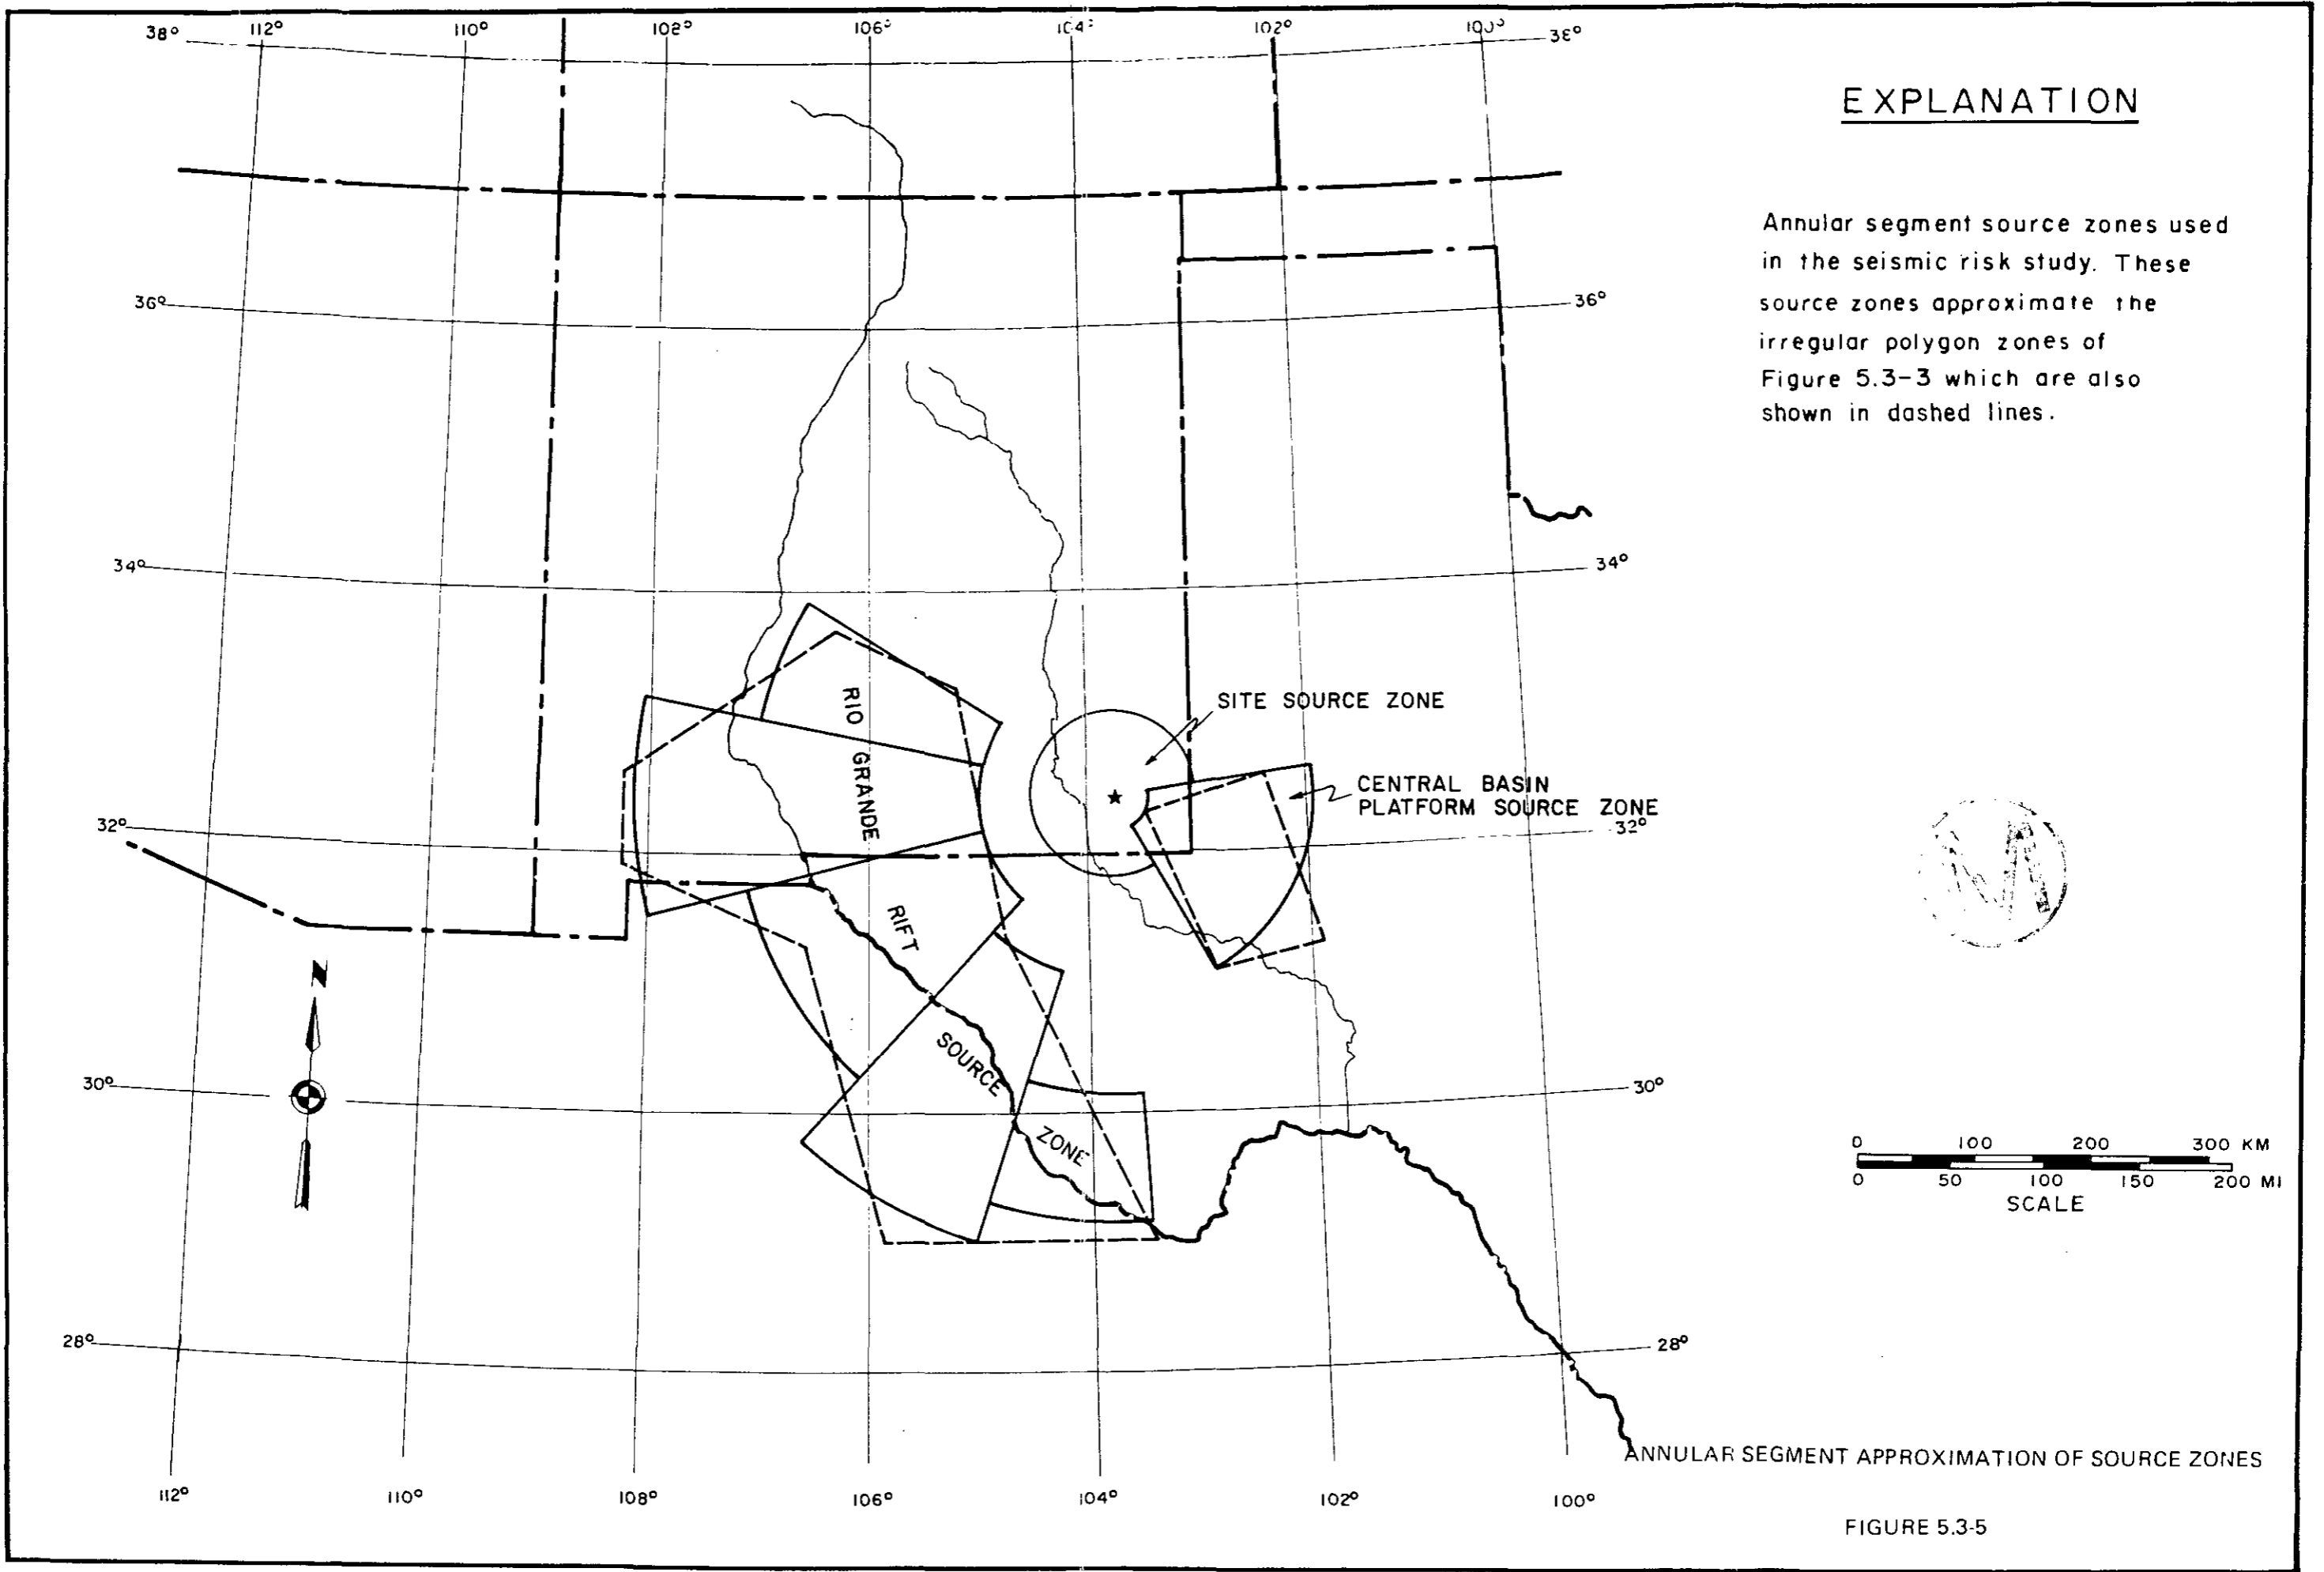 38° 112° 110° 108° 106° 104° 102° 100° 38°
EXPLANATION
Annular segment source zones used
in the seismic risk study. These
source zones approximate the
irregular polygon zones of
Figure 5.3-3 which are also
shown in dashed lines.
36° 36°
34° 34°
SITE SOURCE ZONE
CENTRAL BASIN
PLATFORM SOURCE ZONE
32° 32°
RIO
GRANDE
RIFT
SOURCE
ZONE
N
30° 30°
0 100 200 300 KM
0 50 100 150 200 MI
SCALE
28° 28°
ANNULAR SEGMENT APPROXIMATION OF SOURCE ZONES
112° 110° 108° 106° 104° 102° 100°
FIGURE 5.3-5